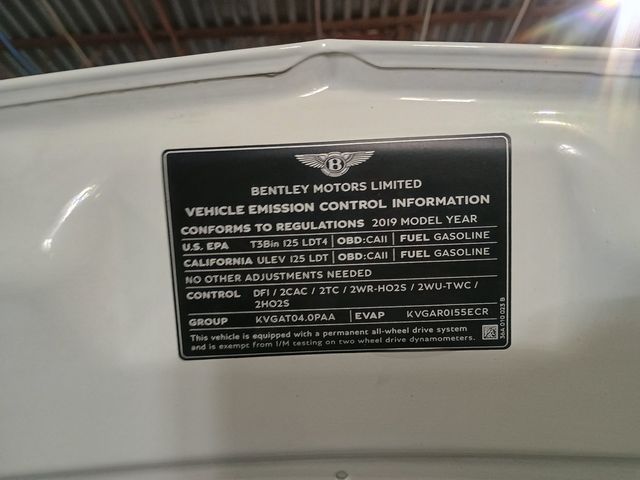 B
BENTLEY MOTORS LIMITED
VEHICLE EMISSION CONTROL INFORMATION
CONFORMS TO REGULATIONS 2019 MODEL YEAR
U.S. EPA T3Bin 125 LDT4 OBD:CAII FUEL GASOLINE
CALIFORNIA ULEV 125 LDT OBD:CAII FUEL GASOLINE
NO OTHER ADJUSTMENTS NEEDED
CONTROL DFI / 2CAC / 2TC / 2WR-HO2S / 2WU-TWC /
2HO2S
GROUP KVGAT04.0PAA EVAP KVGAR0155ECR
This vehicle is equipped with a permanent all-wheel drive system
and is exempt from I/M testing on two wheel drive dynamometers.
36A 010 023 B